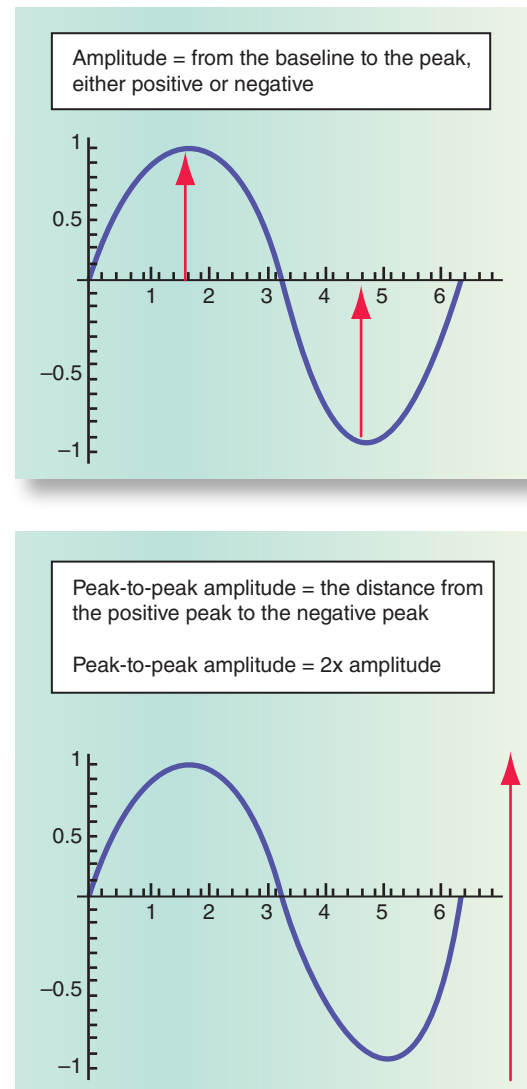 Amplitude = from the baseline to the peak,
either positive or negative
1
0.5
1 2 3 4 5 6
–0.5
–1
Peak-to-peak amplitude = the distance from
the positive peak to the negative peak
Peak-to-peak amplitude = 2x amplitude
1
0.5
1 2 3 4 5 6
–0.5
–1